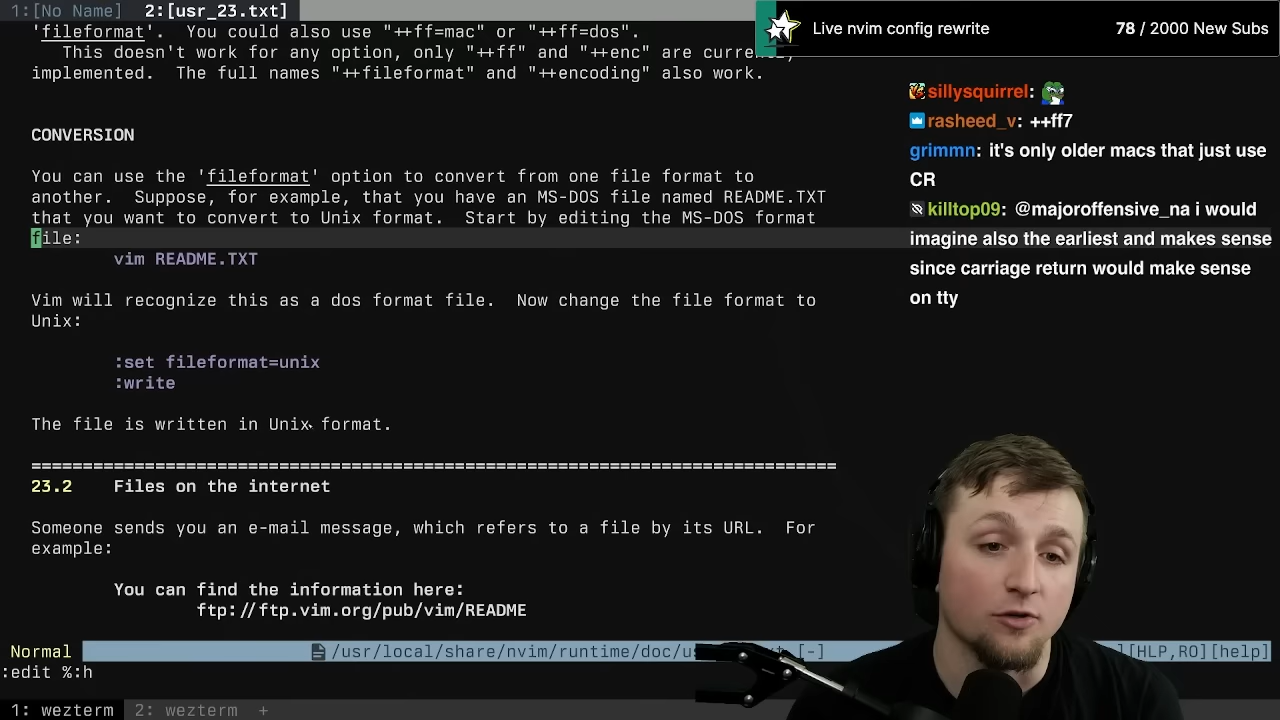 1:[No Name]  2:[usr_23.txt]
'fileformat'.  You could also use "++ff=mac" or "++ff=dos".
   This doesn't work for any option, only "++ff" and "++enc" are currently
implemented.  The full names "++fileformat" and "++encoding" also work.
CONVERSION
You can use the 'fileformat' option to convert from one file format to
another.  Suppose, for example, that you have an MS-DOS file named README.TXT
that you want to convert to Unix format.  Start by editing the MS-DOS format
file:
vim README.TXT
Vim will recognize this as a dos format file.  Now change the file format to
Unix:
:set fileformat=unix
:write
The file is written in Unix format.
================================================================================
23.2    Files on the internet
Someone sends you an e-mail message, which refers to a file by its URL.  For
example:
You can find the information here:
ftp://ftp.vim.org/pub/vim/README
Normal  /usr/local/share/nvim/runtime/doc/ [-] [HLP,RO][help]
:edit %:h
1: wezterm  2: wezterm  +
Live nvim config rewrite  78 / 2000 New Subs
sillysquirrel:
rasheed_v: ++ff7
grimmn: it's only older macs that just use
CR
killtop09: @majoroffensive_na i would
imagine also the earliest and makes sense
since carriage return would make sense
on tty